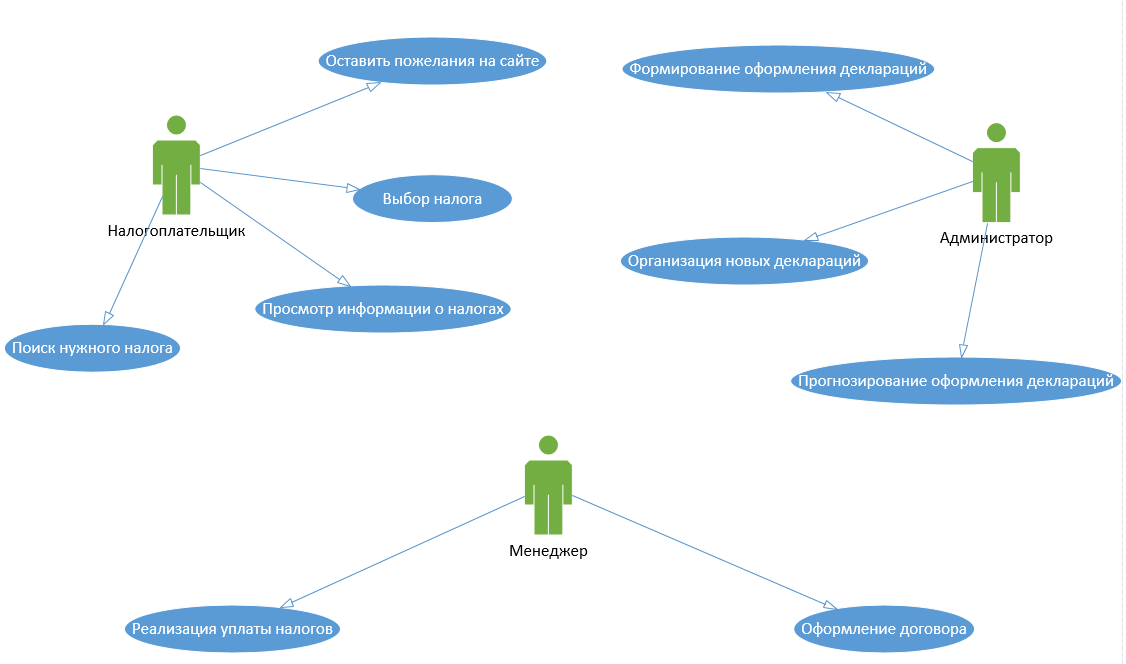 Оставить пожелания на сайте
Формирование оформления деклараций
Выбор налога
Налогоплательщик
Администратор
Организация новых деклараций
Просмотр информации о налогах
Поиск нужного налога
Прогнозирование оформления деклараций
Менеджер
Реализация уплаты налогов
Оформление договора